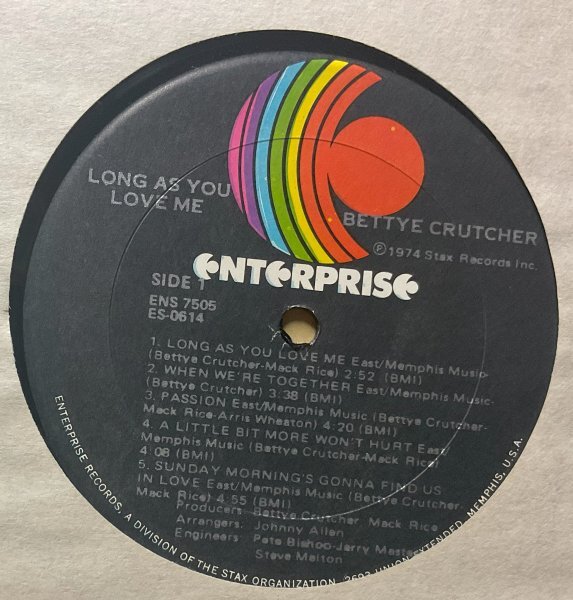 LONG AS YOU
LOVE ME
BETTYE CRUTCHER
℗ 1974 Stax Records Inc.
ENTERPRISE
SIDE 1
ENS 7505
ES-0614
1. LONG AS YOU LOVE ME East/Memphis Music
(Bettye Crutcher-Mack Rice) 2:52 (BMI)
2. WHEN WE'RE TOGETHER East/Memphis Music
(Bettye Crutcher) 3:38 (BMI)
3. PASSION East/Memphis Music (Bettye Crutcher-
Mack Rice-Arris Wheaton) 4:20 (BMI)
4. A LITTLE BIT MORE WON'T HURT East/
Memphis Music (Bettye Crutcher-Mack Rice)
4:08 (BMI)
5. SUNDAY MORNING'S GONNA FIND US
IN LOVE East/Memphis Music (Bettye Crutcher-
Mack Rice) 4:55 (BMI)
Producers: Bettye Crutcher-Mack Rice
Arrangers: Johnny Allen
Engineers: Pete Bishop-Jerry Masters
Steve Melton
ENTERPRISE RECORDS, A DIVISION OF THE STAX ORGANIZATION, 2693 UNION EXTENDED, MEMPHIS, U.S.A.